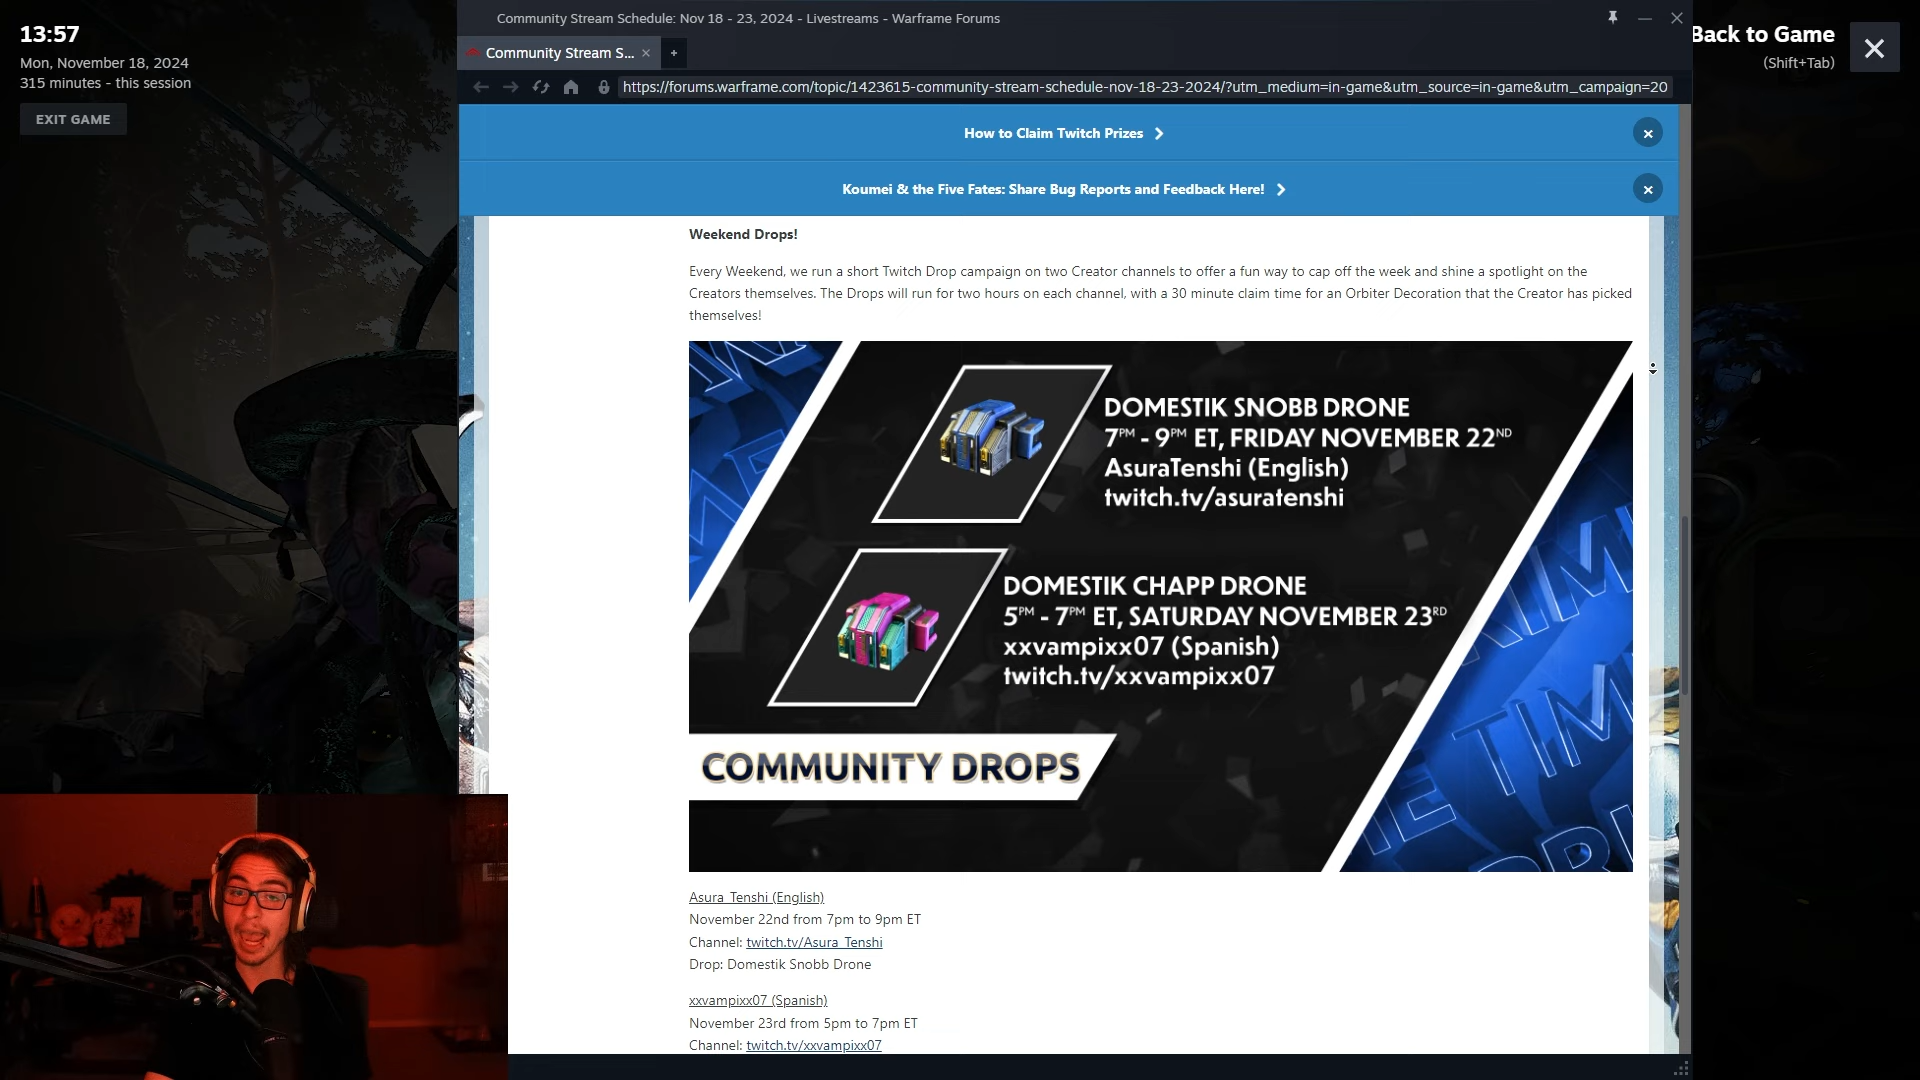 13:57
Mon, November 18, 2024
315 minutes - this session
EXIT GAME
Community Stream Schedule: Nov 18 - 23, 2024 - Livestreams - Warframe Forums
Back to Game
(Shift+Tab)
Community Stream S...
https://forums.warframe.com/topic/1423615-community-stream-schedule-nov-18-23-2024/?utm_medium=in-game&utm_source=in-game&utm_campaign=20
How to Claim Twitch Prizes
Koumei & the Five Fates: Share Bug Reports and Feedback Here!
Weekend Drops!
Every Weekend, we run a short Twitch Drop campaign on two Creator channels to offer a fun way to cap off the week and shine a spotlight on the
Creators themselves. The Drops will run for two hours on each channel, with a 30 minute claim time for an Orbiter Decoration that the Creator has picked
themselves!
DOMESTIK SNOBB DRONE
7PM - 9PM ET, FRIDAY NOVEMBER 22ND
AsuraTenshi (English)
twitch.tv/asuratenshi
DOMESTIK CHAPP DRONE
5PM - 7PM ET, SATURDAY NOVEMBER 23RD
xxvampixx07 (Spanish)
twitch.tv/xxvampixx07
COMMUNITY DROPS
Asura_Tenshi (English)
November 22nd from 7pm to 9pm ET
Channel: twitch.tv/Asura_Tenshi
Drop: Domestik Snobb Drone
xxvampixx07 (Spanish)
November 23rd from 5pm to 7pm ET
Channel: twitch.tv/xxvampixx07